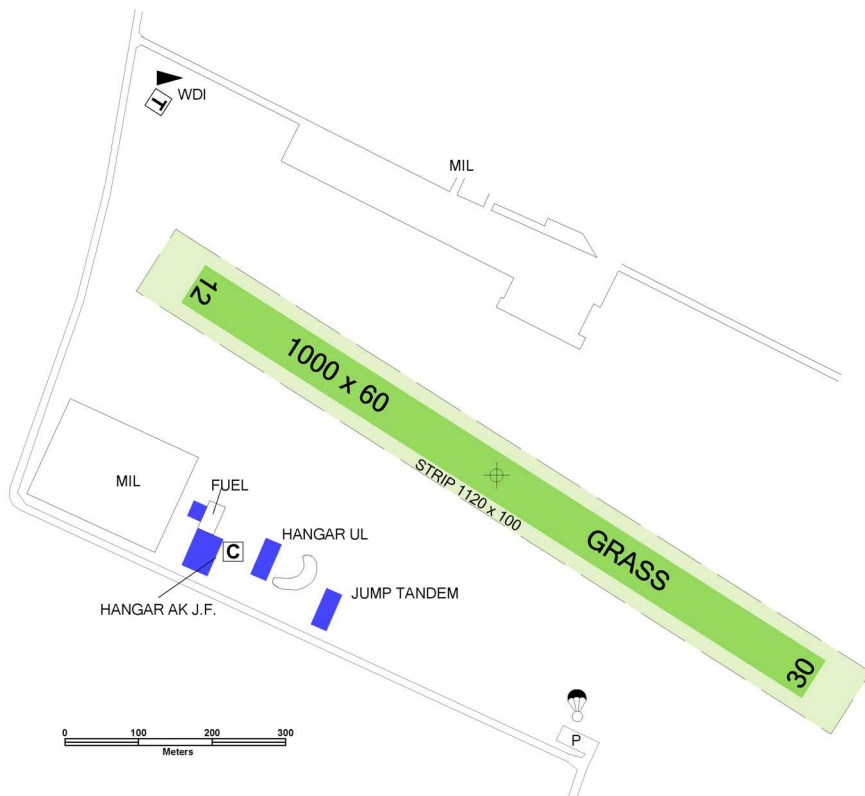 WDI
T
MIL
12
1000 x 60
STRIP 1120 x 100
GRASS
30
MIL
FUEL
C
HANGAR UL
HANGAR AK J.F.
JUMP TANDEM
P
0 100 200 300
Meters